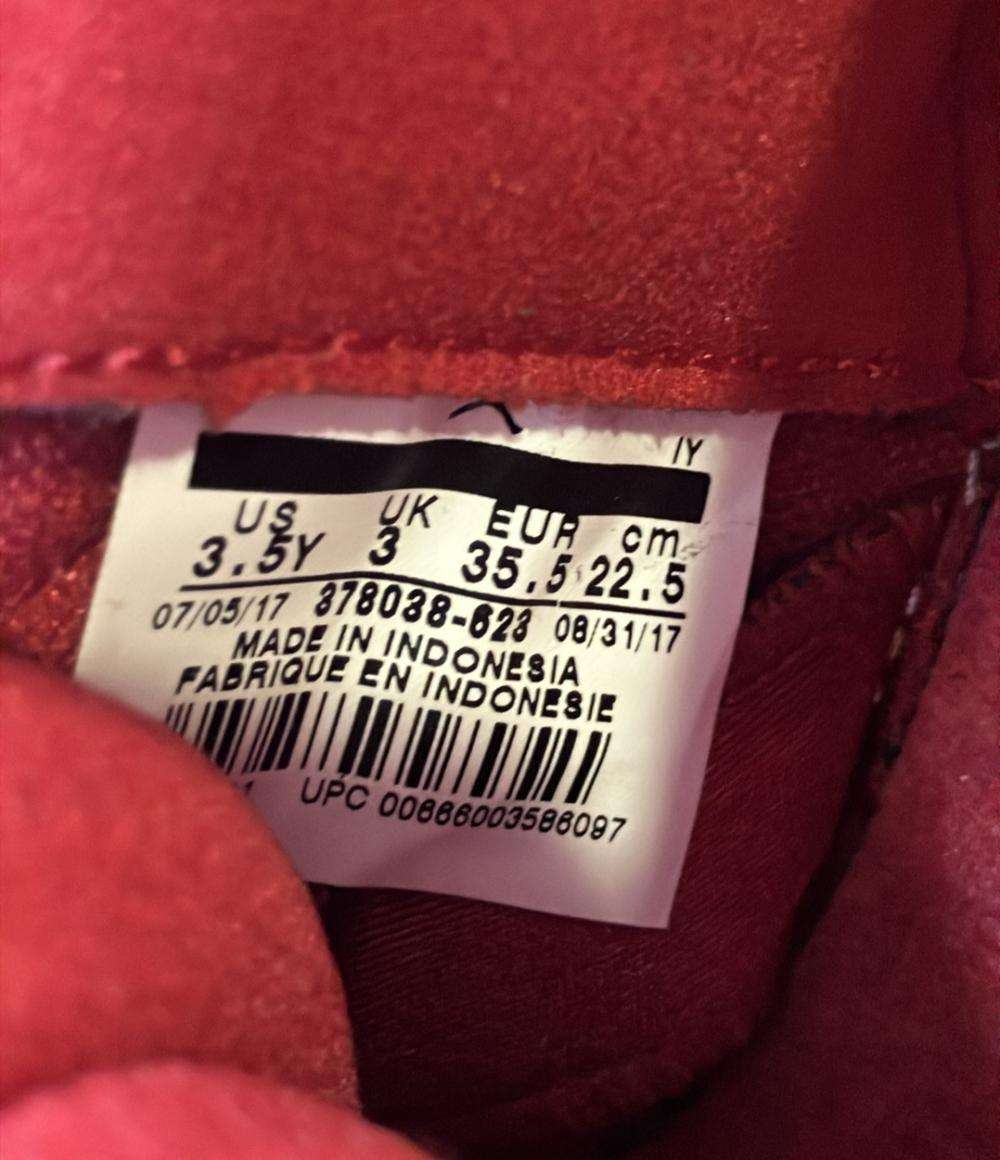 IY
US UK EUR cm
3.5Y 3 35.5 22.5
07/05/17 378038-623 08/31/17
MADE IN INDONESIA
FABRIQUE EN INDONESIE
UPC 00666003586097